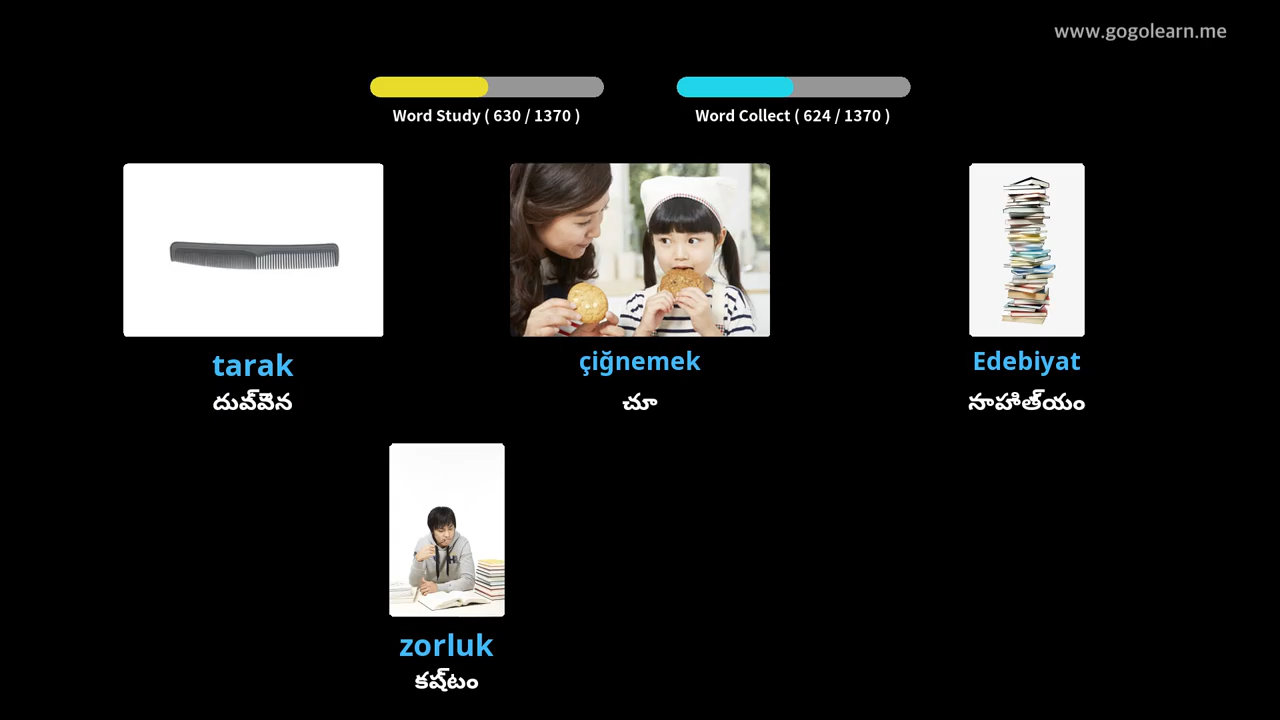 www.gogolearn.me
Word Study ( 630 / 1370 )
Word Collect ( 624 / 1370 )
tarak
çiğnemek
Edebiyat
దువ్వెన
చూ
సాహిత్యం
zorluk
కష్టం